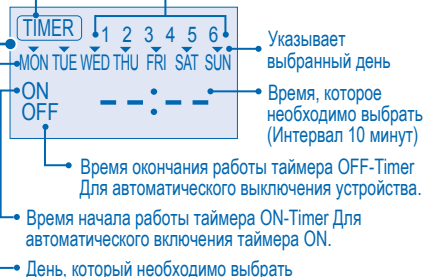 TIMER 1 2 3 4 5 6
MON TUE WED THU FRI SAT SUN
ON
OFF
--:--
Указывает
выбранный день
Время, которое
необходимо выбрать
(Интервал 10 минут)
Время окончания работы таймера OFF-Timer
Для автоматического выключения устройства.
Время начала работы таймера ON-Timer Для
автоматического включения таймера ON.
День, который необходимо выбрать